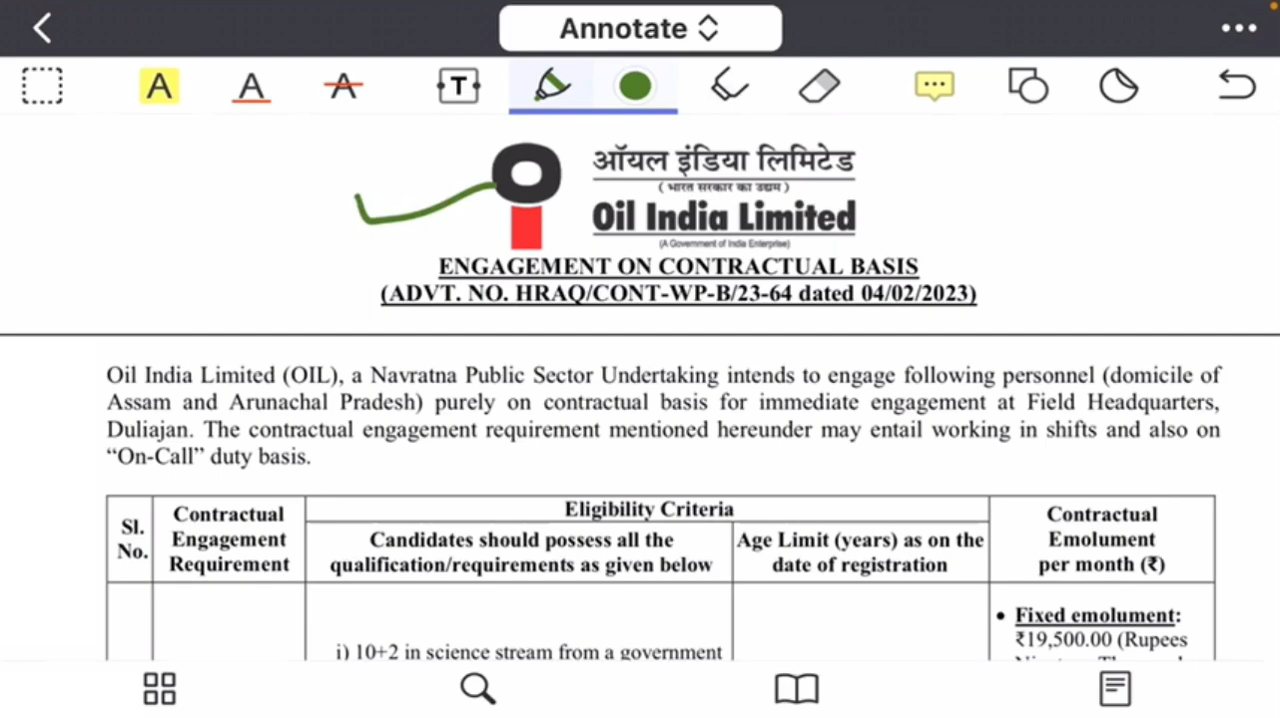 Annotate
A
A
A
T
ऑयल इंडिया लिमिटेड
( भारत सरकार का उद्यम )
Oil India Limited
(A Government of India Enterprise)
ENGAGEMENT ON CONTRACTUAL BASIS
(ADVT. NO. HRAQ/CONT-WP-B/23-64 dated 04/02/2023)
Oil India Limited (OIL), a Navratna Public Sector Undertaking intends to engage following personnel (domicile of
Assam and Arunachal Pradesh) purely on contractual basis for immediate engagement at Field Headquarters,
Duliajan. The contractual engagement requirement mentioned hereunder may entail working in shifts and also on
“On-Call” duty basis.
Sl.
No.
Contractual
Engagement
Requirement
Eligibility Criteria
Candidates should possess all the
qualification/requirements as given below
Age Limit (years) as on the
date of registration
Contractual
Emolument
per month (₹)
i) 10+2 in science stream from a government
• Fixed emolument:
₹19,500.00 (Rupees